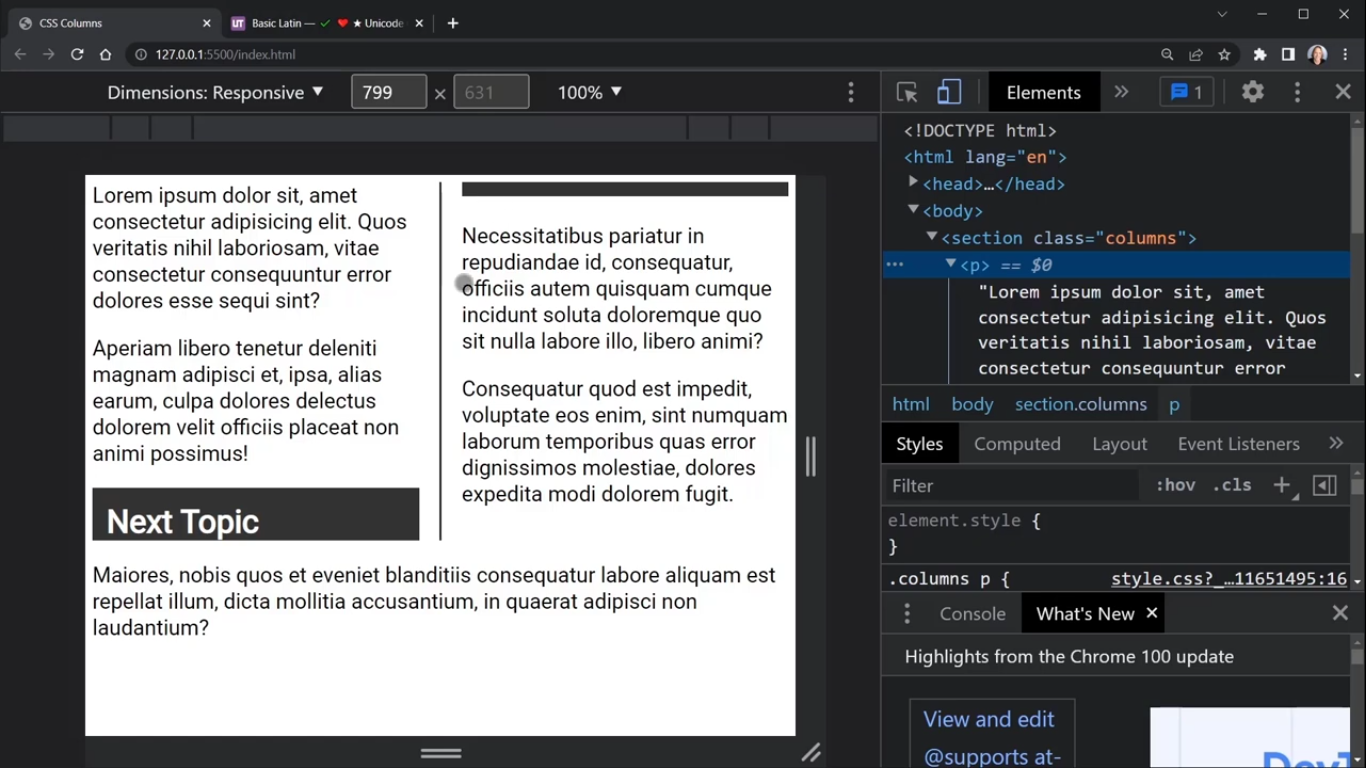 CSS Columns
UT Basic Latin — ✓ ❤ ★ Unicode
127.0.0.1:5500/index.html
Dimensions: Responsive ▼ 799 × 631 100% ▼
Lorem ipsum dolor sit, amet
consectetur adipisicing elit. Quos
veritatis nihil laboriosam, vitae
consectetur consequuntur error
dolores esse sequi sint?
Aperiam libero tenetur deleniti
magnam adipisci et, ipsa, alias
earum, culpa dolores delectus
dolorem velit officiis placeat non
animi possimus!
Next Topic
Necessitatibus pariatur in
repudiandae id, consequatur,
officiis autem quisquam cumque
incidunt soluta doloremque quo
sit nulla labore illo, libero animi?
Consequatur quod est impedit,
voluptate eos enim, sint numquam
laborum temporibus quas error
dignissimos molestiae, dolores
expedita modi dolorem fugit.
Maiores, nobis quos et eveniet blanditiis consequatur labore aliquam est
repellat illum, dicta mollitia accusantium, in quaerat adipisci non
laudantium?
Elements » 1
<!DOCTYPE html>
<html lang="en">
<head>…</head>
<body>
<section class="columns">
<p> == $0
"Lorem ipsum dolor sit, amet
consectetur adipisicing elit. Quos
veritatis nihil laboriosam, vitae
consectetur consequuntur error
html body section.columns p
Styles Computed Layout Event Listeners »
Filter :hov .cls +
element.style {
}
.columns p { style.css?_…11651495:16
Console What's New ×
Highlights from the Chrome 100 update
View and edit
@supports at-